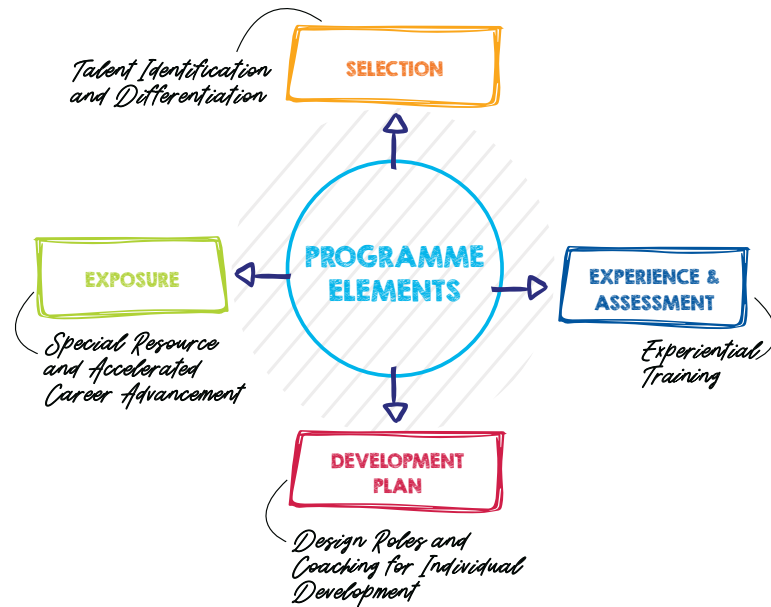 Talent Identification
and Differentiation
SELECTION
PROGRAMME
ELEMENTS
EXPOSURE
Special Resource
and Accelerated
Career Advancement
EXPERIENCE &
ASSESSMENT
Experiential
Training
DEVELOPMENT
PLAN
Design Roles and
Coaching for Individual
Development